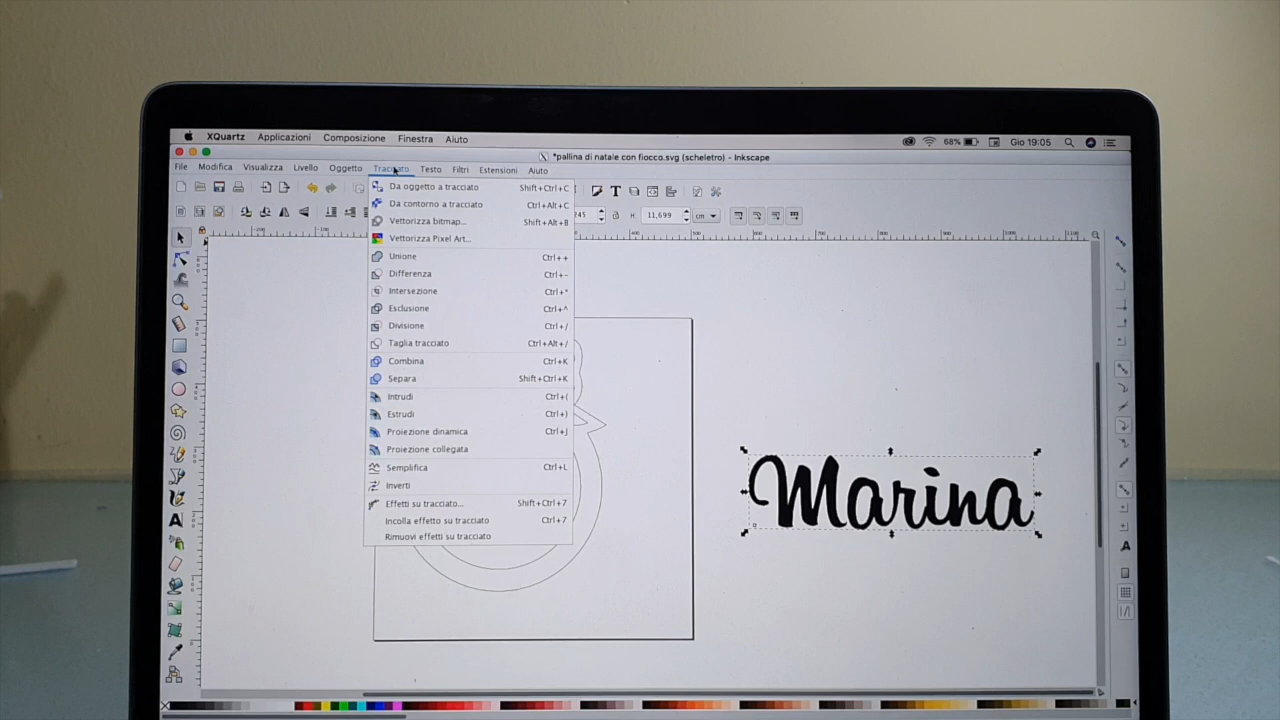 XQuartz Applicazioni Composizione Finestra Aiuto 68% Gio 19:05
*pallina di natale con fiocco.svg (scheletro) - Inkscape
File Modifica Visualizza Livello Oggetto Tracciato Testo Filtri Estensioni Aiuto
245 H: 11,699 cm
Da oggetto a tracciato Shift+Ctrl+C
Da contorno a tracciato Ctrl+Alt+C
Vettorizza bitmap... Shift+Alt+B
Vettorizza Pixel Art...
Unione Ctrl++
Differenza Ctrl+-
Intersezione Ctrl+*
Esclusione Ctrl+^
Divisione Ctrl+/
Taglia tracciato Ctrl+Alt+/
Combina Ctrl+K
Separa Shift+Ctrl+K
Intrudi Ctrl+(
Estrudi Ctrl+)
Proiezione dinamica Ctrl+J
Proiezione collegata
Semplifica Ctrl+L
Inverti
Effetti su tracciato... Shift+Ctrl+7
Incolla effetto su tracciato Ctrl+7
Rimuovi effetti su tracciato
Marina